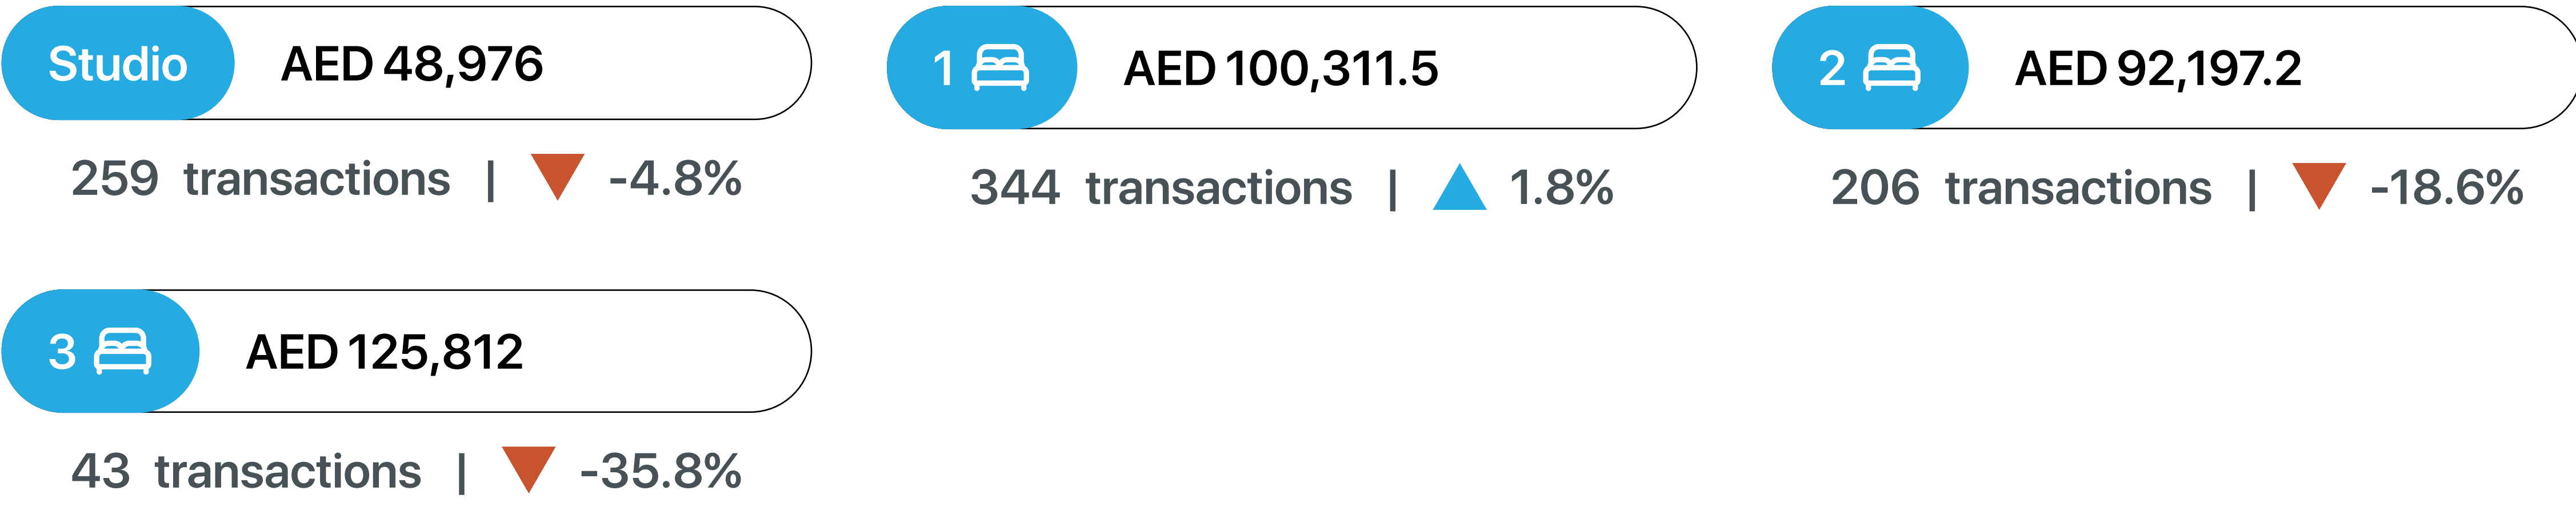 Studio AED 48,976
259 transactions | -4.8%
1 AED 100,311.5
344 transactions | 1.8%
2 AED 92,197.2
206 transactions | -18.6%
3 AED 125,812
43 transactions | -35.8%